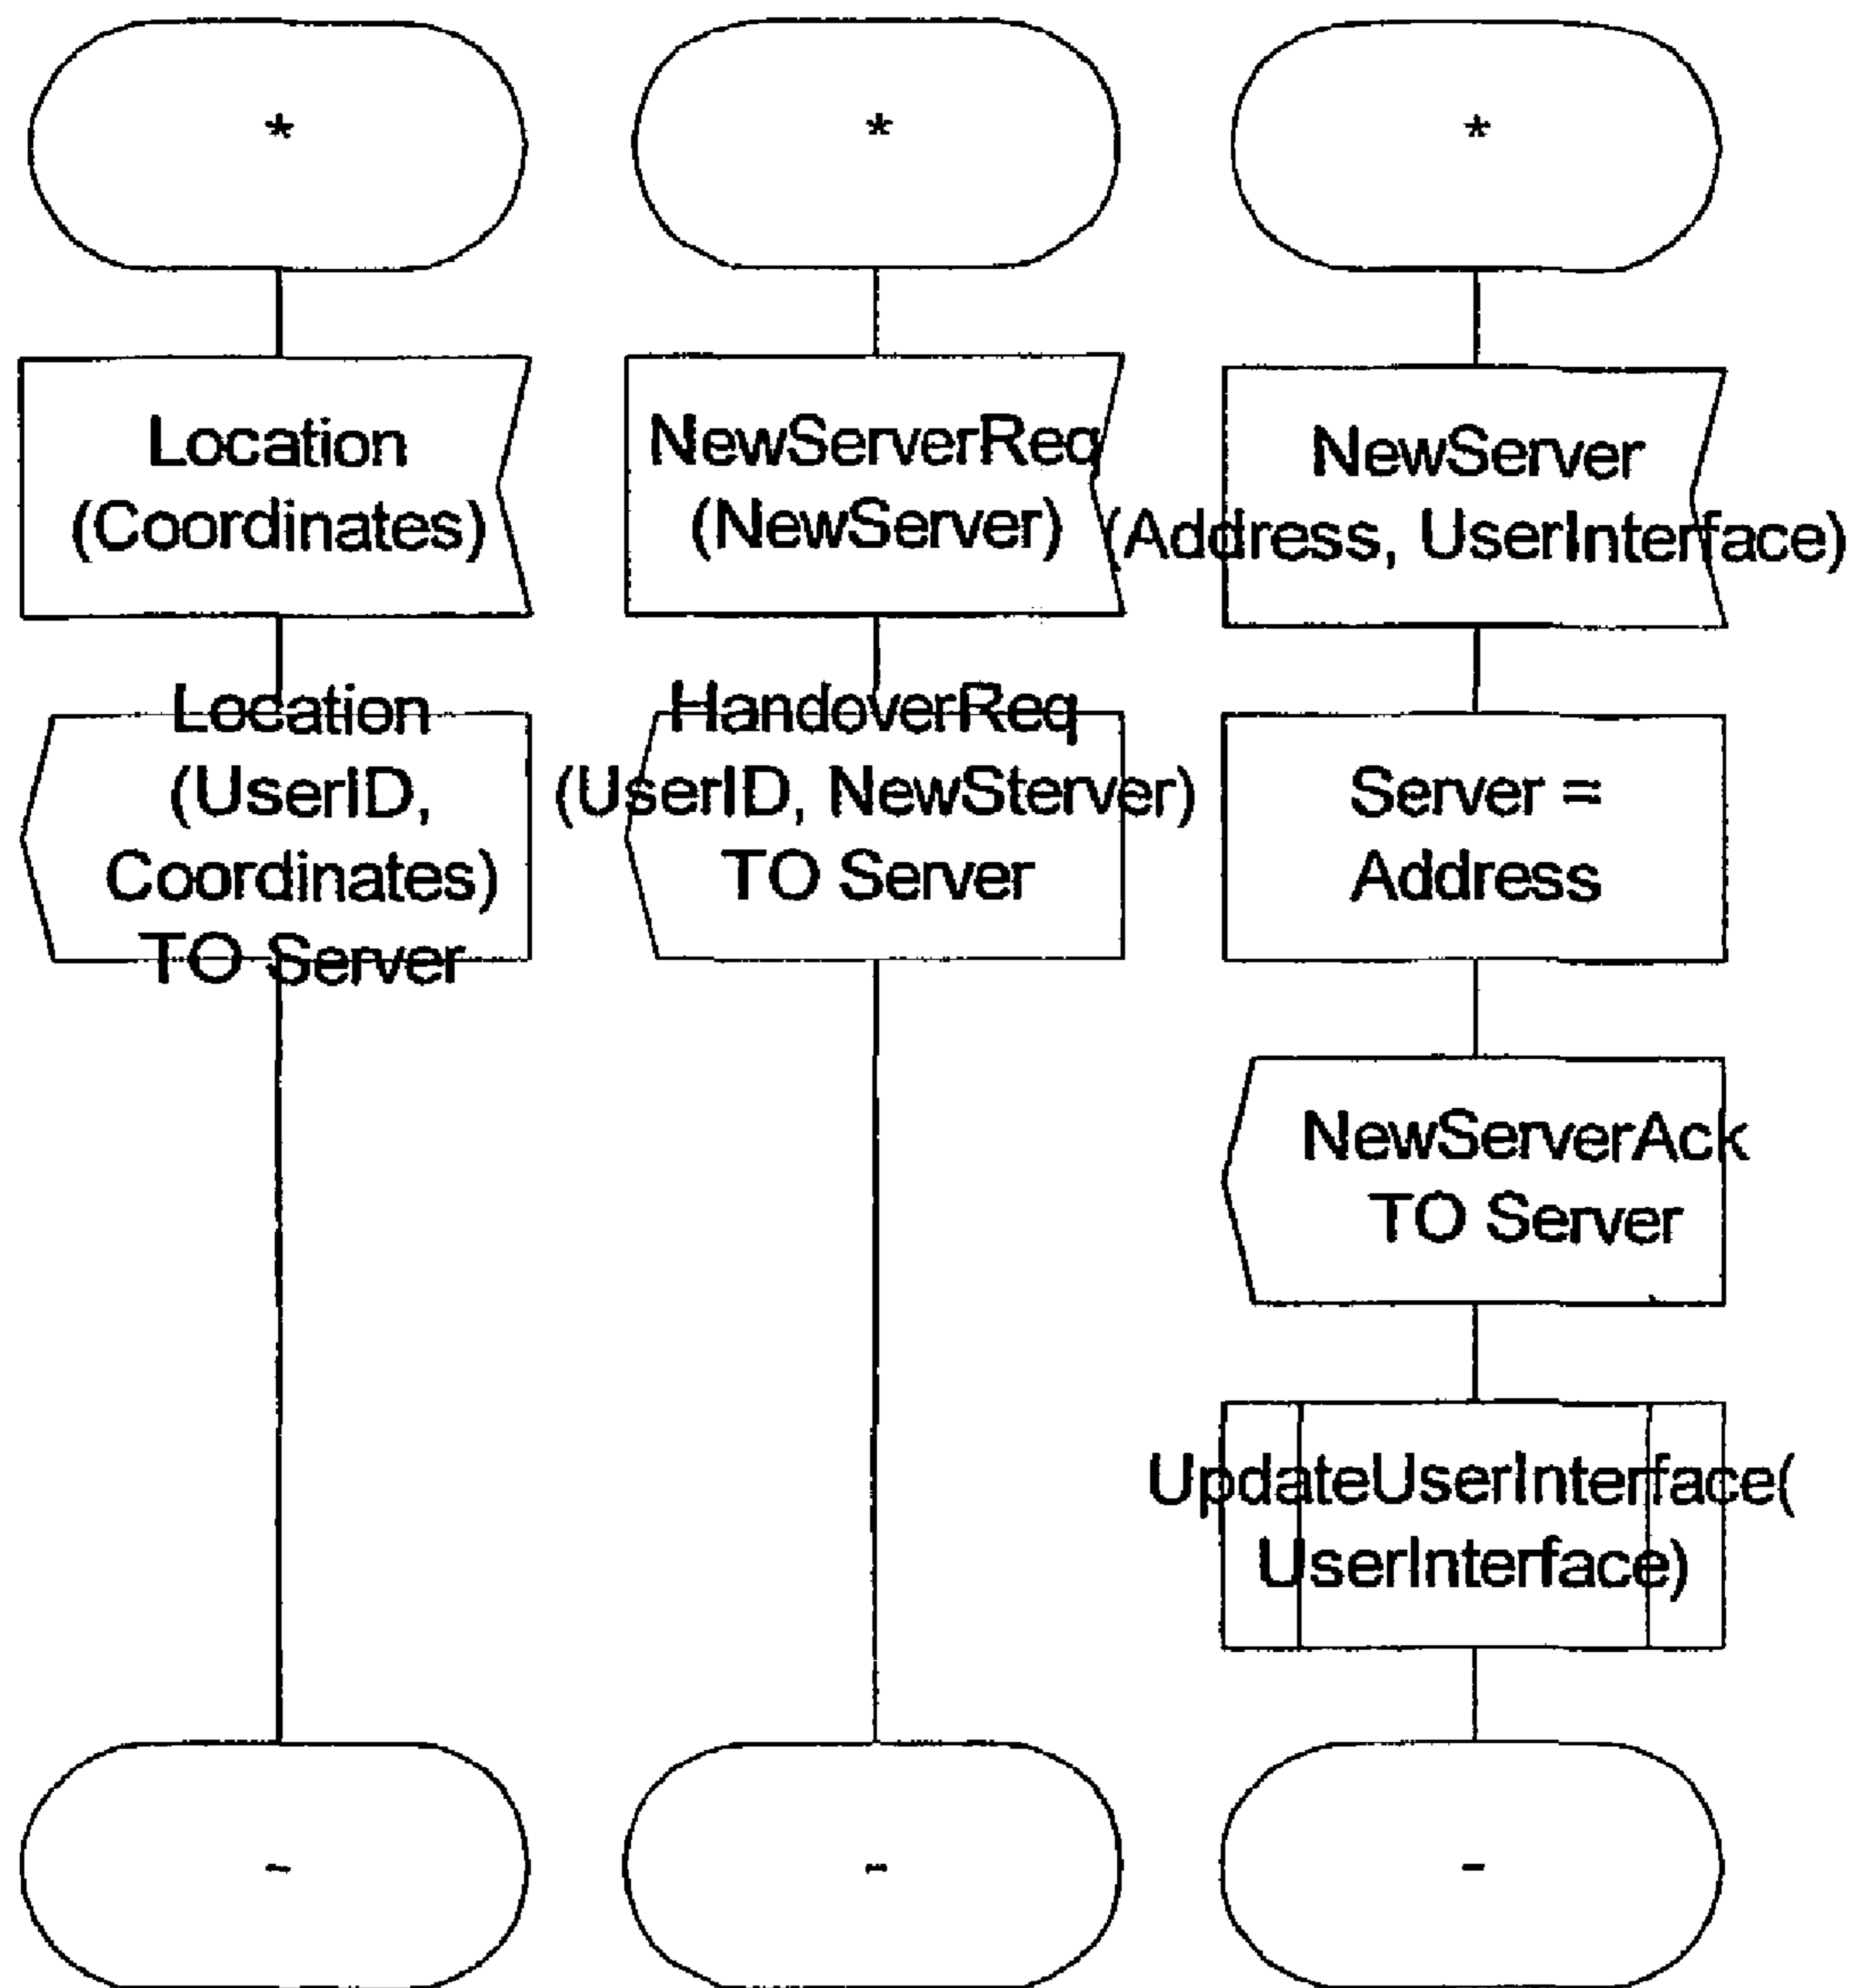 *
Location
(Coordinates)
Location
(UserID,
Coordinates)
TO Server
-
*
NewServerReq
(NewServer)
HandoverReq
(UserID, NewSterver)
TO Server
-
*
NewServer
(Address, UserInterface)
Server =
Address
NewServerAck
TO Server
UpdateUserInterface(
UserInterface)
-